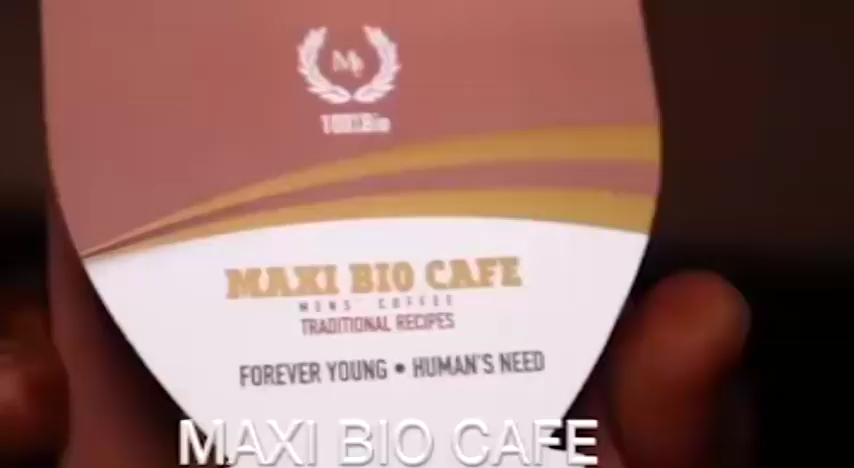 MAXI BIO CAFE
MENS' COFFEE
TRADITIONAL RECIPES
FOREVER YOUNG • HUMAN'S NEED
MAXI BIO CAFE